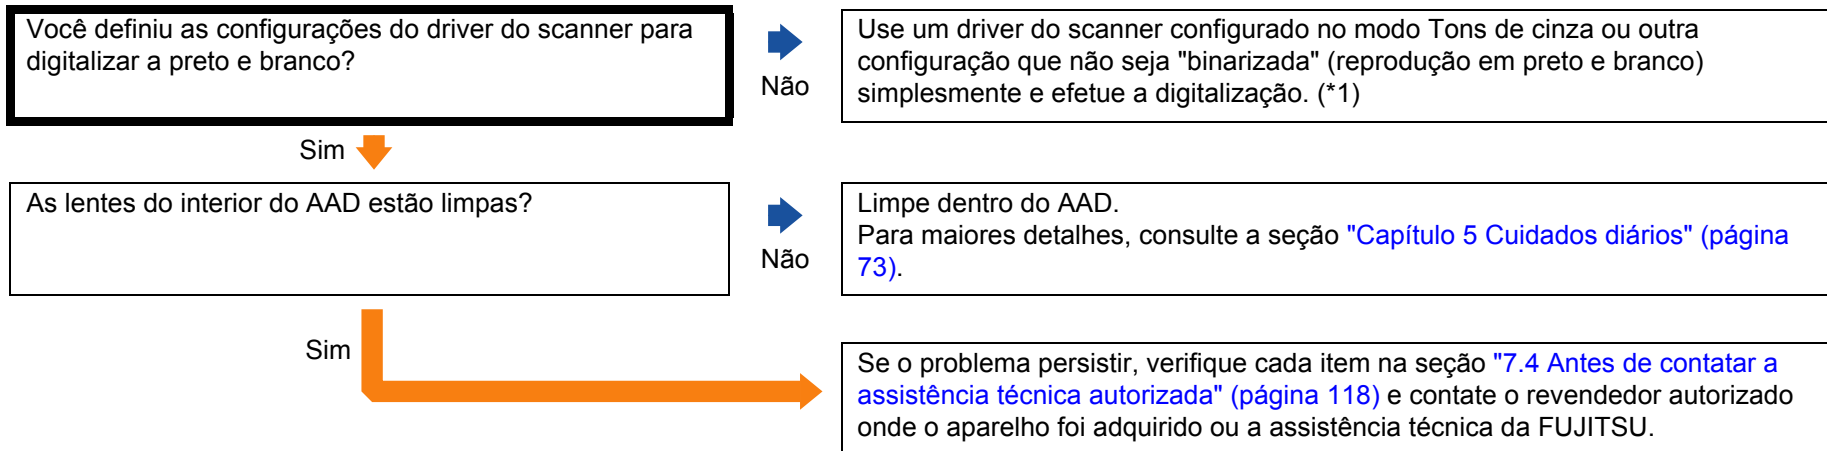 Você definiu as configurações do driver do scanner para
digitalizar a preto e branco?
Não
Use um driver do scanner configurado no modo Tons de cinza ou outra
configuração que não seja "binarizada" (reprodução em preto e branco)
simplesmente e efetue a digitalização. (*1)
Sim
As lentes do interior do AAD estão limpas?
Não
Limpe dentro do AAD.
Para maiores detalhes, consulte a seção "Capítulo 5 Cuidados diários" (página
73).
Sim
Se o problema persistir, verifique cada item na seção "7.4 Antes de contatar a
assistência técnica autorizada" (página 118) e contate o revendedor autorizado
onde o aparelho foi adquirido ou a assistência técnica da FUJITSU.